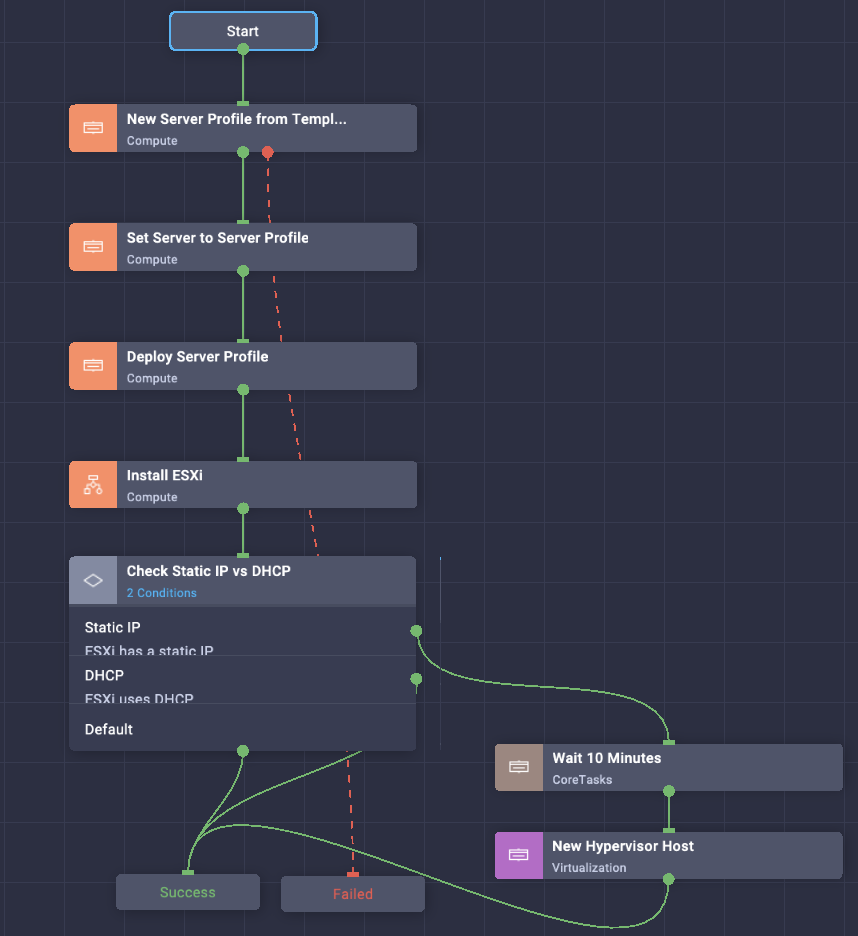 Start
New Server Profile from Templ...
Compute
Set Server to Server Profile
Compute
Deploy Server Profile
Compute
Install ESXi
Compute
Check Static IP vs DHCP
2 Conditions
Static IP
ESXi has a static IP
DHCP
ESXi uses DHCP
Default
Wait 10 Minutes
CoreTasks
New Hypervisor Host
Virtualization
Success
Failed